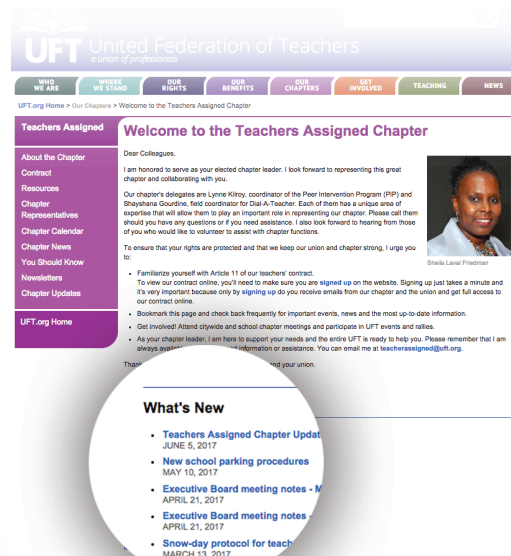 UFT United Federation of Teachers
a union of professionals
WHO WE ARE
WHERE WE STAND
OUR RIGHTS
OUR BENEFITS
OUR CHAPTERS
GET INVOLVED
TEACHING
NEWS
UFT.org Home > Our Chapters > Welcome to the Teachers Assigned Chapter
Teachers Assigned
About the Chapter
Contract
Resources
Chapter
Representatives
Chapter Calendar
Chapter News
You Should Know
Newsletters
Chapter Updates
UFT.org Home
Welcome to the Teachers Assigned Chapter
Dear Colleagues,
I am honored to serve as your elected chapter leader. I look forward to representing this great
chapter and collaborating with you.
Our chapter's delegates are Lynne Kilroy, coordinator of the Peer Intervention Program (PIP) and
Shayshana Gourdine, field coordinator for Dial-A-Teacher. Each of them has a unique area of
expertise that will allow them to play an important role in representing our chapter. Please call them
should you have any questions or if you need assistance. I also look forward to hearing from those
of you who would like to volunteer to assist with chapter functions.
To ensure that your rights are protected and that we keep our union and chapter strong, I urge you
to:
• Familiarize yourself with Article 11 of our teachers' contract.
To view our contract online, you'll need to make sure you are signed up on the website. Signing up just takes a minute and
it's very important because only by signing up do you receive emails from our chapter and the union and get full access to
our contract online.
• Bookmark this page and check back frequently for important events, news and the most up-to-date information.
• Get involved! Attend citywide and school chapter meetings and participate in UFT events and rallies.
• As your chapter leader, I am here to support your needs and the entire UFT is ready to help you. Please remember that I am
always information or assistance. You can email me at teacherassigned@uft.org.
your union.
Sheila Laval Friedman
What's New
• Teachers Assigned Chapter Updat
JUNE 5, 2017
• New school parking procedures
MAY 10, 2017
• Executive Board meeting notes - M
APRIL 21, 2017
• Executive Board meeting notes -
APRIL 21, 2017
• Snow-day protocol for teach
MARCH 13, 2017